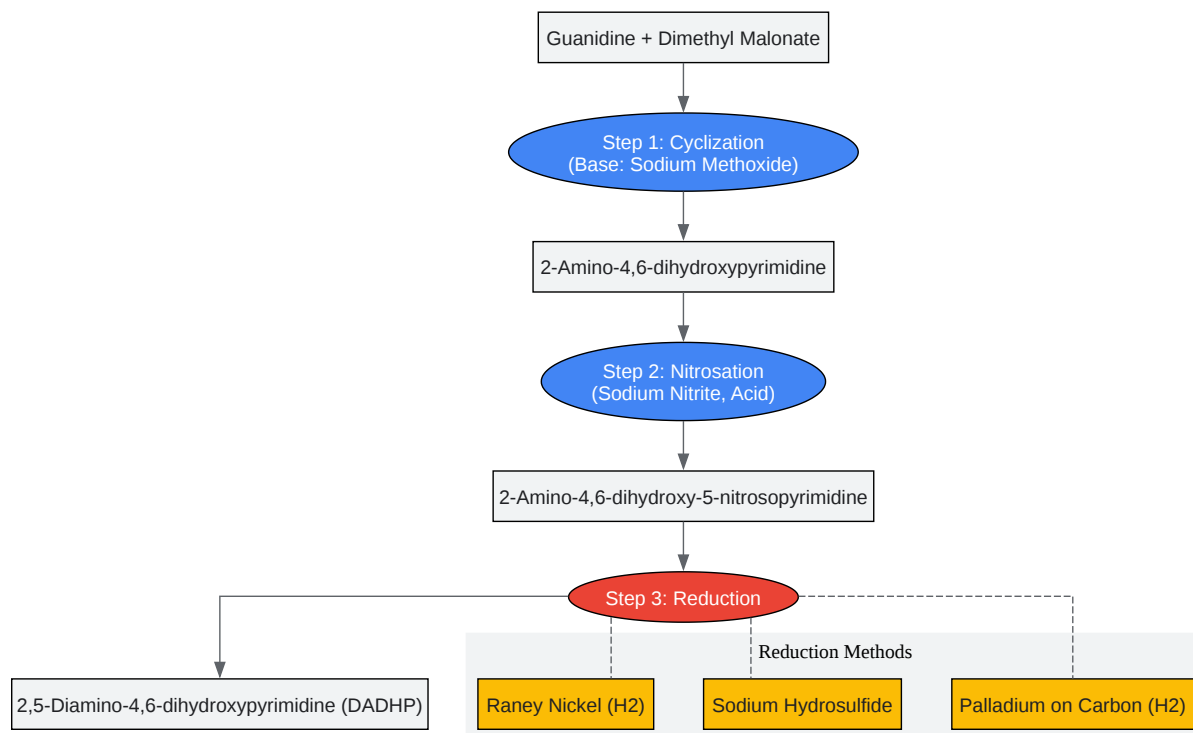 Guanidine + Dimethyl Malonate
Step 1: Cyclization
(Base: Sodium Methoxide)
2-Amino-4,6-dihydroxypyrimidine
Step 2: Nitrosation
(Sodium Nitrite, Acid)
2-Amino-4,6-dihydroxy-5-nitrosopyrimidine
Step 3: Reduction
Reduction Methods
2,5-Diamino-4,6-dihydroxypyrimidine (DADHP)
Raney Nickel (H2)
Sodium Hydrosulfide
Palladium on Carbon (H2)